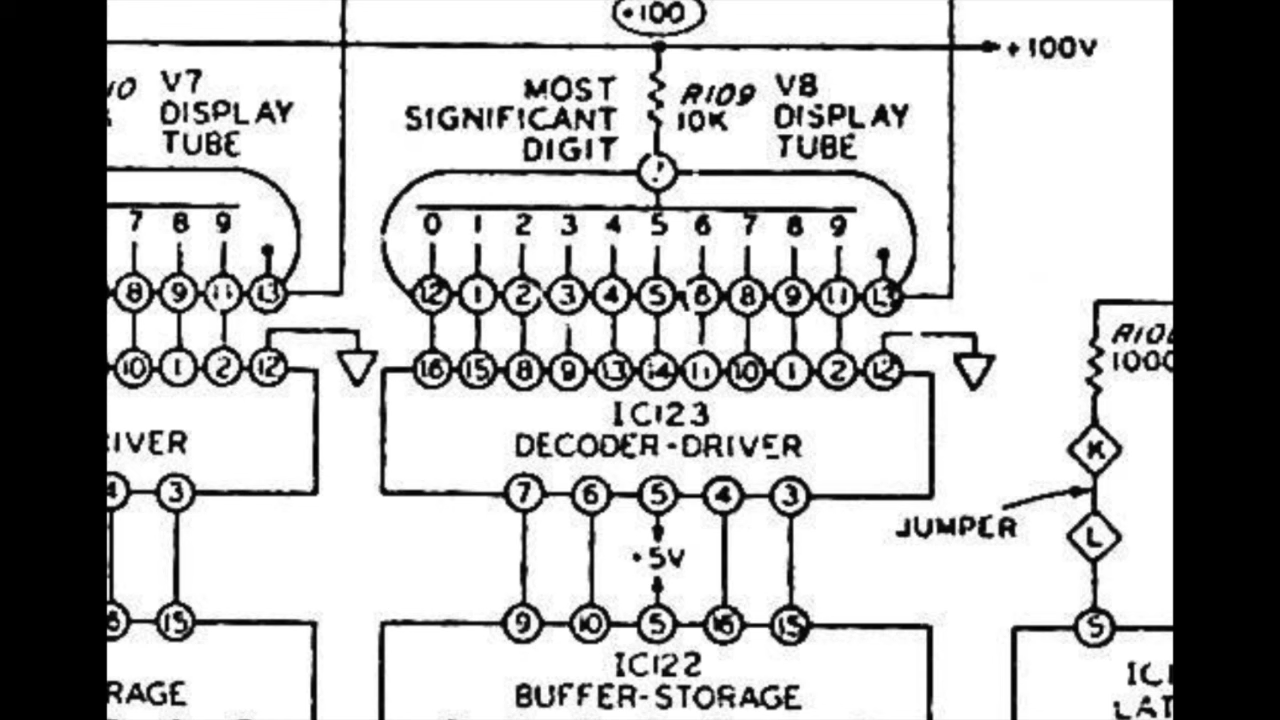 +100
+100V
V7
DISPLAY
TUBE
MOST
SIGNIFICANT
DIGIT
R109
10K
V8
DISPLAY
TUBE
7 8 9
0 1 2 3 4 5 6 7 8 9
8 9 11 13
12 1 2 3 4 5 6 8 9 11 13
10 1 2 12
16 15 8 9 13 14 11 10 1 2 12
IC123
DECODER-DRIVER
K
JUMPER
L
4 3
7 6 5 4 3
+5V
15
9 10 5 16 15
5
IC122
BUFFER-STORAGE